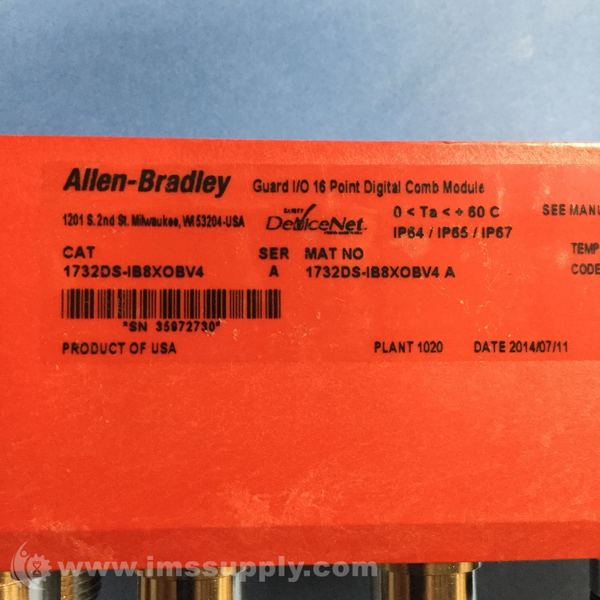 Allen-Bradley Guard I/O 16 Point Digital Comb Module
1201 S. 2nd St. Milwaukee, WI 53204-USA SAFETY DeviceNet 0 < Ta < + 60 C SEE MANU
IP64 / IP65 / IP67
CAT SER MAT NO TEMP
1732DS-IB8XOBV4 A 1732DS-IB8XOBV4 A CODE
*SN 35972730*
PRODUCT OF USA PLANT 1020 DATE 2014/07/11
www.imssupply.com